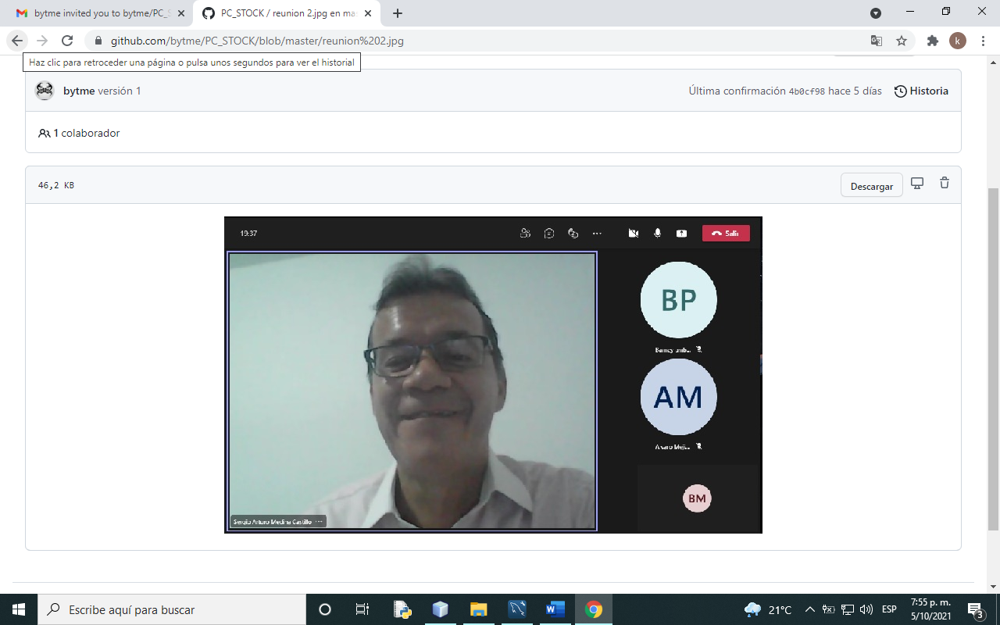 bytme invited you to bytme/PC_S
PC_STOCK / reunion 2.jpg en ma
github.com/bytme/PC_STOCK/blob/master/reunion%202.jpg
k
Haz clic para retroceder una página o pulsa unos segundos para ver el historial
bytme versión 1
Última confirmación 4b0cf98 hace 5 días
Historia
1 colaborador
46,2 KB
Descargar
19:37
Salir
BP
AM
Alvaro Meji...
BM
Sergio Arturo Medina Castillo ...
Escribe aquí para buscar
21°C
ESP
7:55 p. m.
5/10/2021
3